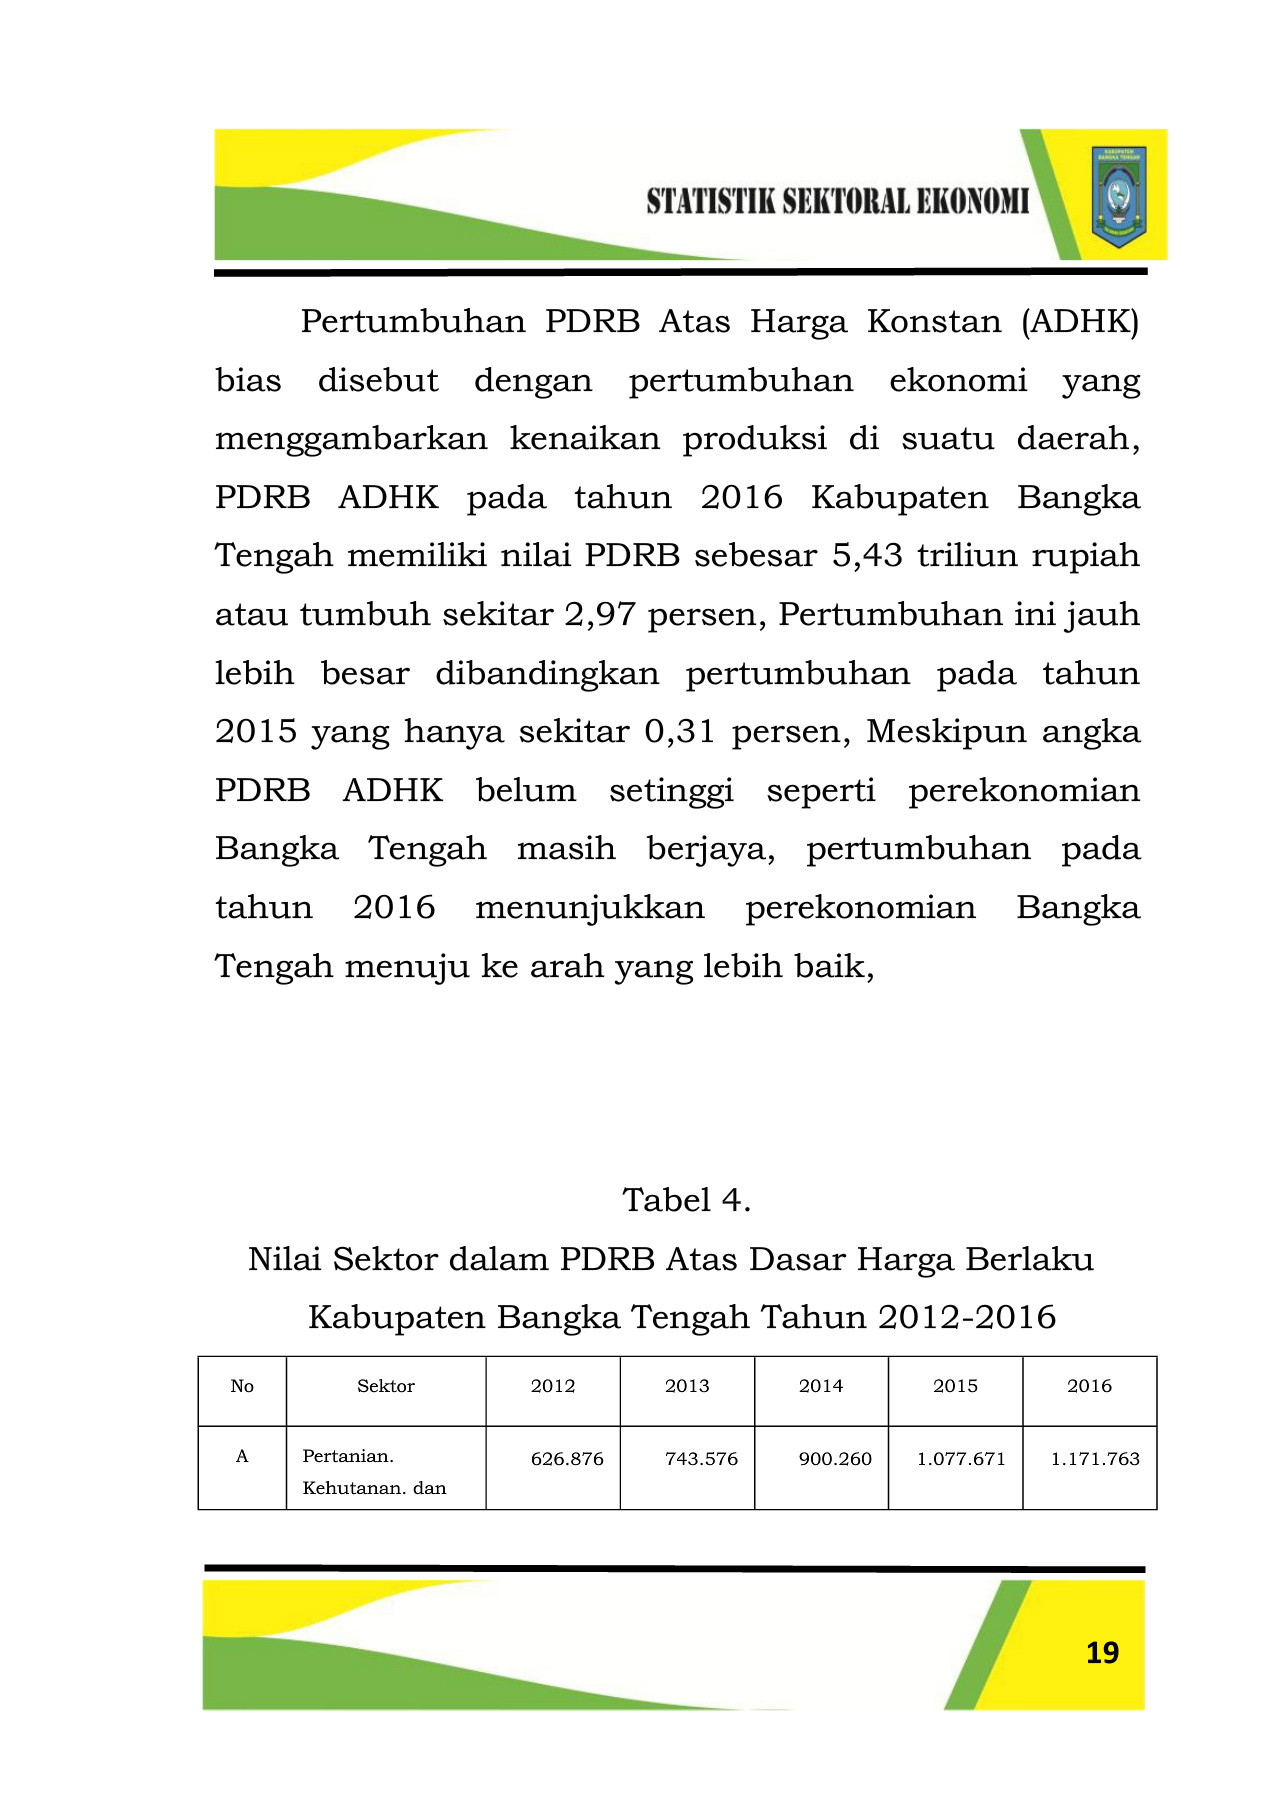 STATISTIK SEKTORAL EKONOMI
KABUPATEN
BANGKA TENGAH
Pertumbuhan PDRB Atas Harga Konstan (ADHK)
bias disebut dengan pertumbuhan ekonomi yang
menggambarkan kenaikan produksi di suatu daerah,
PDRB ADHK pada tahun 2016 Kabupaten Bangka
Tengah memiliki nilai PDRB sebesar 5,43 triliun rupiah
atau tumbuh sekitar 2,97 persen, Pertumbuhan ini jauh
lebih besar dibandingkan pertumbuhan pada tahun
2015 yang hanya sekitar 0,31 persen, Meskipun angka
PDRB ADHK belum setinggi seperti perekonomian
Bangka Tengah masih berjaya, pertumbuhan pada
tahun 2016 menunjukkan perekonomian Bangka
Tengah menuju ke arah yang lebih baik,
Tabel 4.
Nilai Sektor dalam PDRB Atas Dasar Harga Berlaku
Kabupaten Bangka Tengah Tahun 2012-2016
No Sektor 2012 2013 2014 2015 2016
A Pertanian. 626.876 743.576 900.260 1.077.671 1.171.763
Kehutanan. dan
19